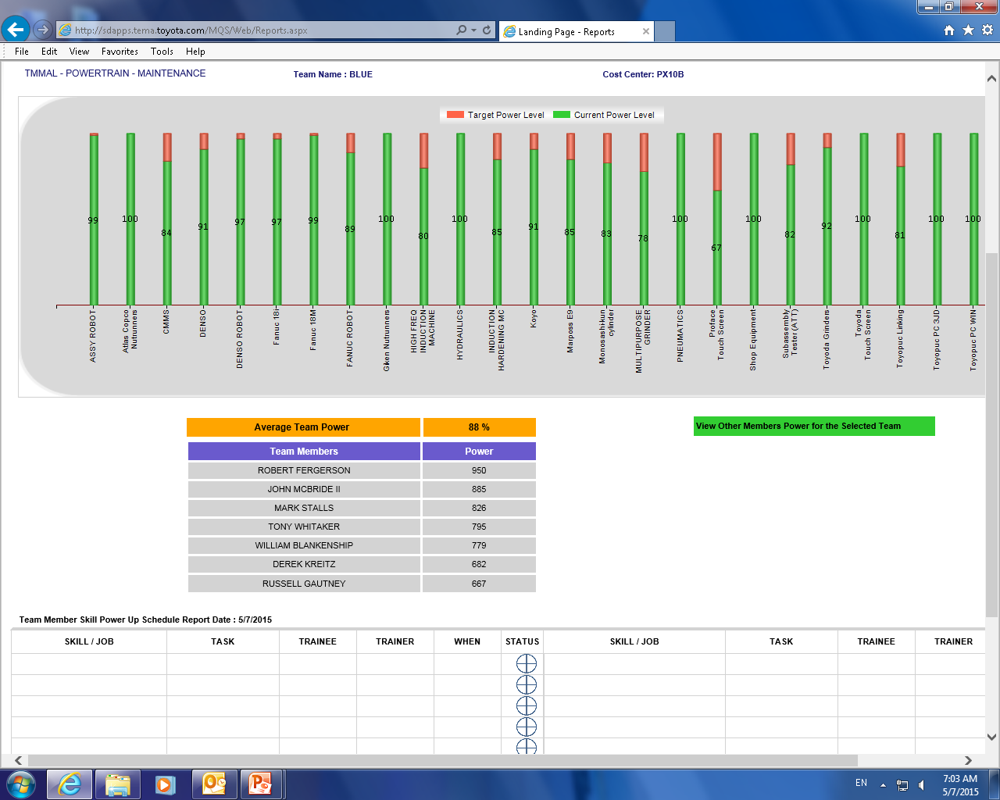 http://sdapps.tema.toyota.com/MQS/Web/Reports.aspx
Landing Page - Reports
File Edit View Favorites Tools Help
TMMAL - POWERTRAIN - MAINTENANCE Team Name : BLUE Cost Center: PX10B
Target Power Level Current Power Level
99 100 84 91 97 97 99 89 100 80 100 85 91 85 83 78 100 67 100 82 92 100 81 100 100
ASSY ROBOT
Atlas Copco
Nutrunners
CMMS
DENSO
DENSO ROBOT
Fanuc 18i
Fanuc 18M
FANUC ROBOT
Giken Nutrunners
HIGH FREQ
INDUCTION
MACHINE
HYDRAULICS
INDUCTION
HARDENING MC
Koyo
Marposs E9
Monosashi-kun
cylinder
MULTIPURPOSE
GRINDER
PNEUMATICS
Proface
Touch Screen
Shop Equipment
Subassembly
Tester(ATT)
Toyoda Grinders
Toyoda
Touch Screen
Toyopuc Linking
Toyopuc PC 3JD
Toyopuc PC WIN
Average Team Power 88 %
View Other Members Power for the Selected Team
Team Members Power
ROBERT FERGERSON 950
JOHN MCBRIDE II 885
MARK STALLS 826
TONY WHITAKER 795
WILLIAM BLANKENSHIP 779
DEREK KREITZ 682
RUSSELL GAUTNEY 667
Team Member Skill Power Up Schedule Report Date : 5/7/2015
SKILL / JOB TASK TRAINEE TRAINER WHEN STATUS SKILL / JOB TASK TRAINEE TRAINER
EN
7:03 AM
5/7/2015